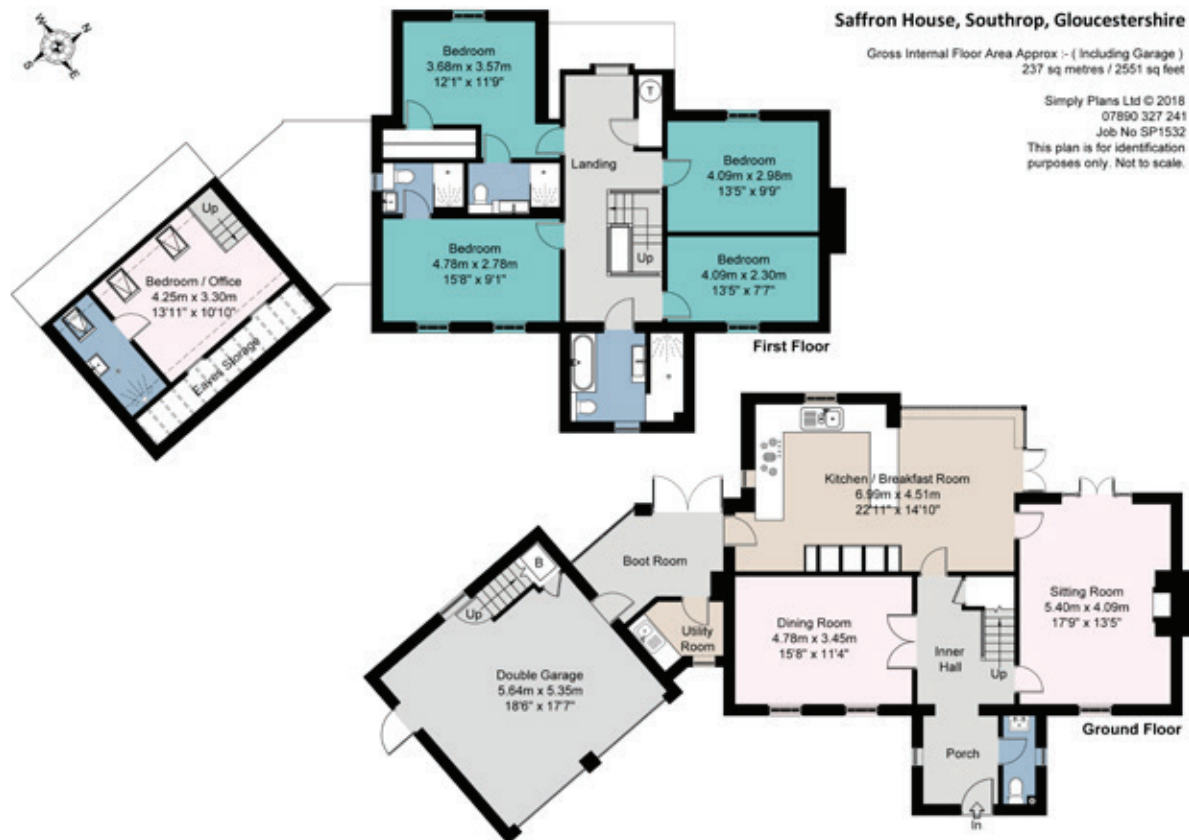 Saffron House, Southrop, Gloucestershire
Gross Internal Floor Area Approx :- ( Including Garage )
237 sq metres / 2551 sq feet
Simply Plans Ltd © 2018
07890 327 241
Job No SP1532
This plan is for identification
purposes only. Not to scale.
W
N
S
E
Bedroom
3.68m x 3.57m
12'1" x 11'9"
T
Landing
Bedroom
4.09m x 2.98m
13'5" x 9'9"
Up
Bedroom / Office
4.25m x 3.30m
13'11" x 10'10"
Eaves Storage
Bedroom
4.78m x 2.78m
15'8" x 9'1"
Up
Bedroom
4.09m x 2.30m
13'5" x 7'7"
First Floor
Kitchen / Breakfast Room
6.99m x 4.51m
22'11" x 14'10"
Boot Room
B
Up
Utility
Room
Dining Room
4.78m x 3.45m
15'8" x 11'4"
Inner
Hall
Up
Sitting Room
5.40m x 4.09m
17'9" x 13'5"
Double Garage
5.64m x 5.35m
18'6" x 17'7"
Ground Floor
Porch
In